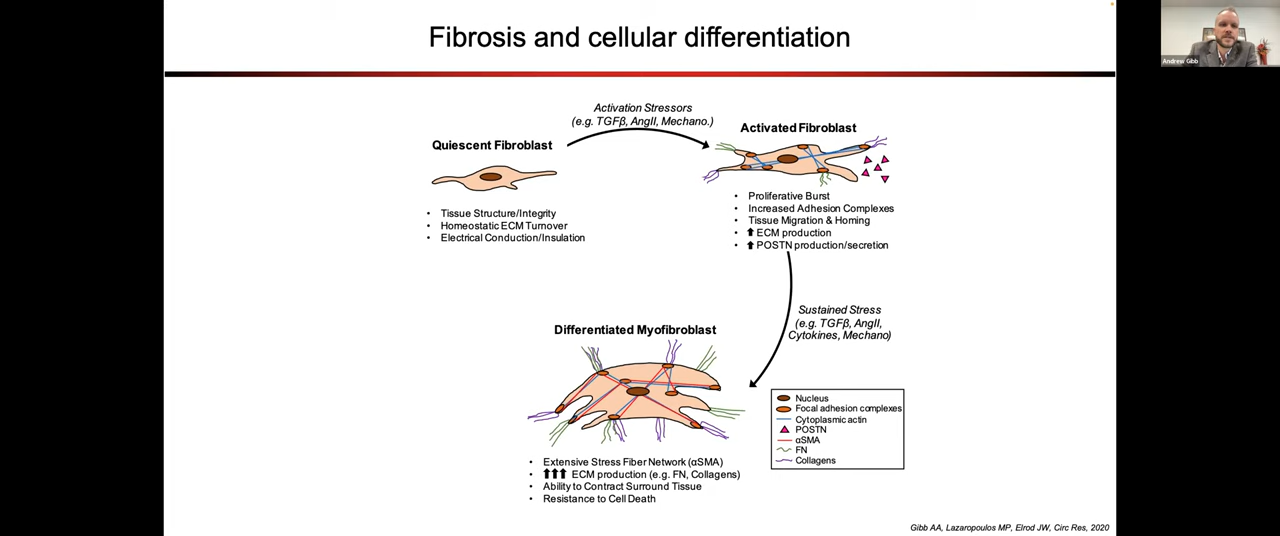 Fibrosis and cellular differentiation
Andrew Gibb
Activation Stressors
(e.g. TGFβ, AngII, Mechano.)
Quiescent Fibroblast
• Tissue Structure/Integrity
• Homeostatic ECM Turnover
• Electrical Conduction/Insulation
Activated Fibroblast
• Proliferative Burst
• Increased Adhesion Complexes
• Tissue Migration & Homing
• ⬆ ECM production
• ⬆ POSTN production/secretion
Sustained Stress
(e.g. TGFβ, AngII,
Cytokines, Mechano)
Differentiated Myofibroblast
• Extensive Stress Fiber Network (αSMA)
• ⬆⬆⬆ ECM production (e.g. FN, Collagens)
• Ability to Contract Surround Tissue
• Resistance to Cell Death
Nucleus
Focal adhesion complexes
Cytoplasmic actin
POSTN
αSMA
FN
Collagens
Gibb AA, Lazaropoulos MP, Elrod JW, Circ Res, 2020